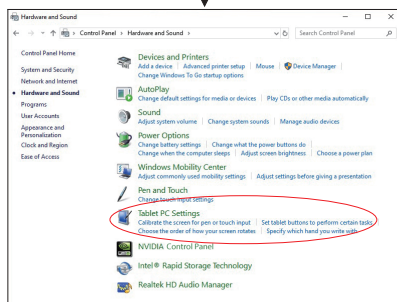 Hardware and Sound
Control Panel > Hardware and Sound >
Search Control Panel
Control Panel Home
System and Security
Network and Internet
Hardware and Sound
Programs
User Accounts
Appearance and
Personalization
Clock and Region
Ease of Access
Devices and Printers
Add a device | Advanced printer setup | Mouse | Device Manager
Change Windows To Go startup options
AutoPlay
Change default settings for media or devices | Play CDs or other media automatically
Sound
Adjust system volume | Change system sounds | Manage audio devices
Power Options
Change battery settings | Change what the power buttons do
Change when the computer sleeps | Adjust screen brightness | Choose a power plan
Windows Mobility Center
Adjust commonly used mobility settings | Adjust settings before giving a presentation
Pen and Touch
Change touch input settings
Tablet PC Settings
Calibrate the screen for pen or touch input | Set tablet buttons to perform certain tasks
Choose the order of how your screen rotates | Specify which hand you write with
NVIDIA Control Panel
Intel® Rapid Storage Technology
Realtek HD Audio Manager